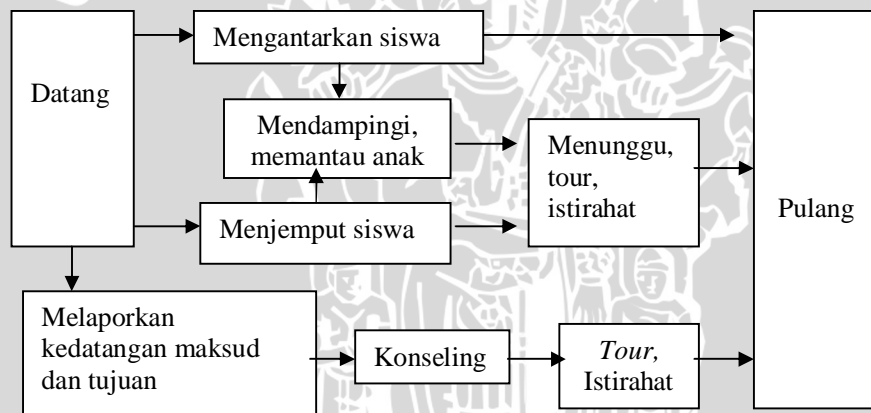 Mengantarkan siswa
Datang
Mendampingi,
memantau anak
Menunggu,
tour,
istirahat
Pulang
Menjemput siswa
Melaporkan
kedatangan maksud
dan tujuan
Konseling
Tour,
Istirahat